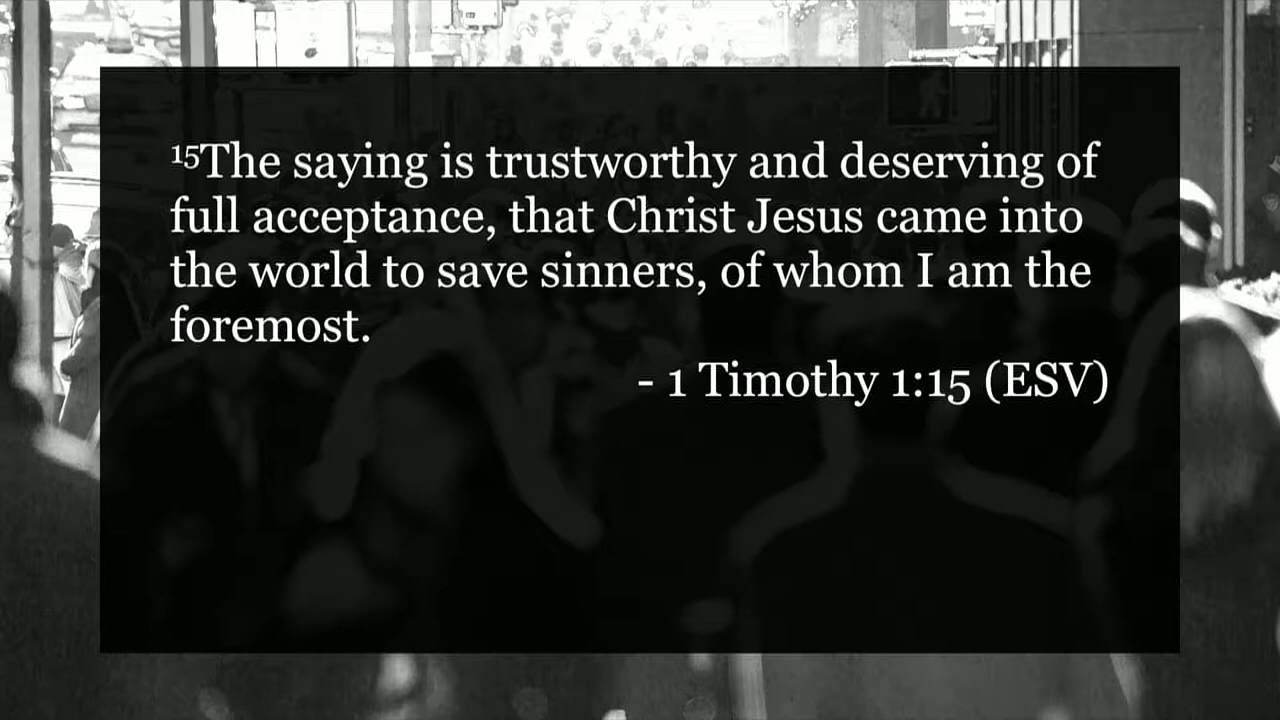 ¹⁵The saying is trustworthy and deserving of
full acceptance, that Christ Jesus came into
the world to save sinners, of whom I am the
foremost.
- 1 Timothy 1:15 (ESV)